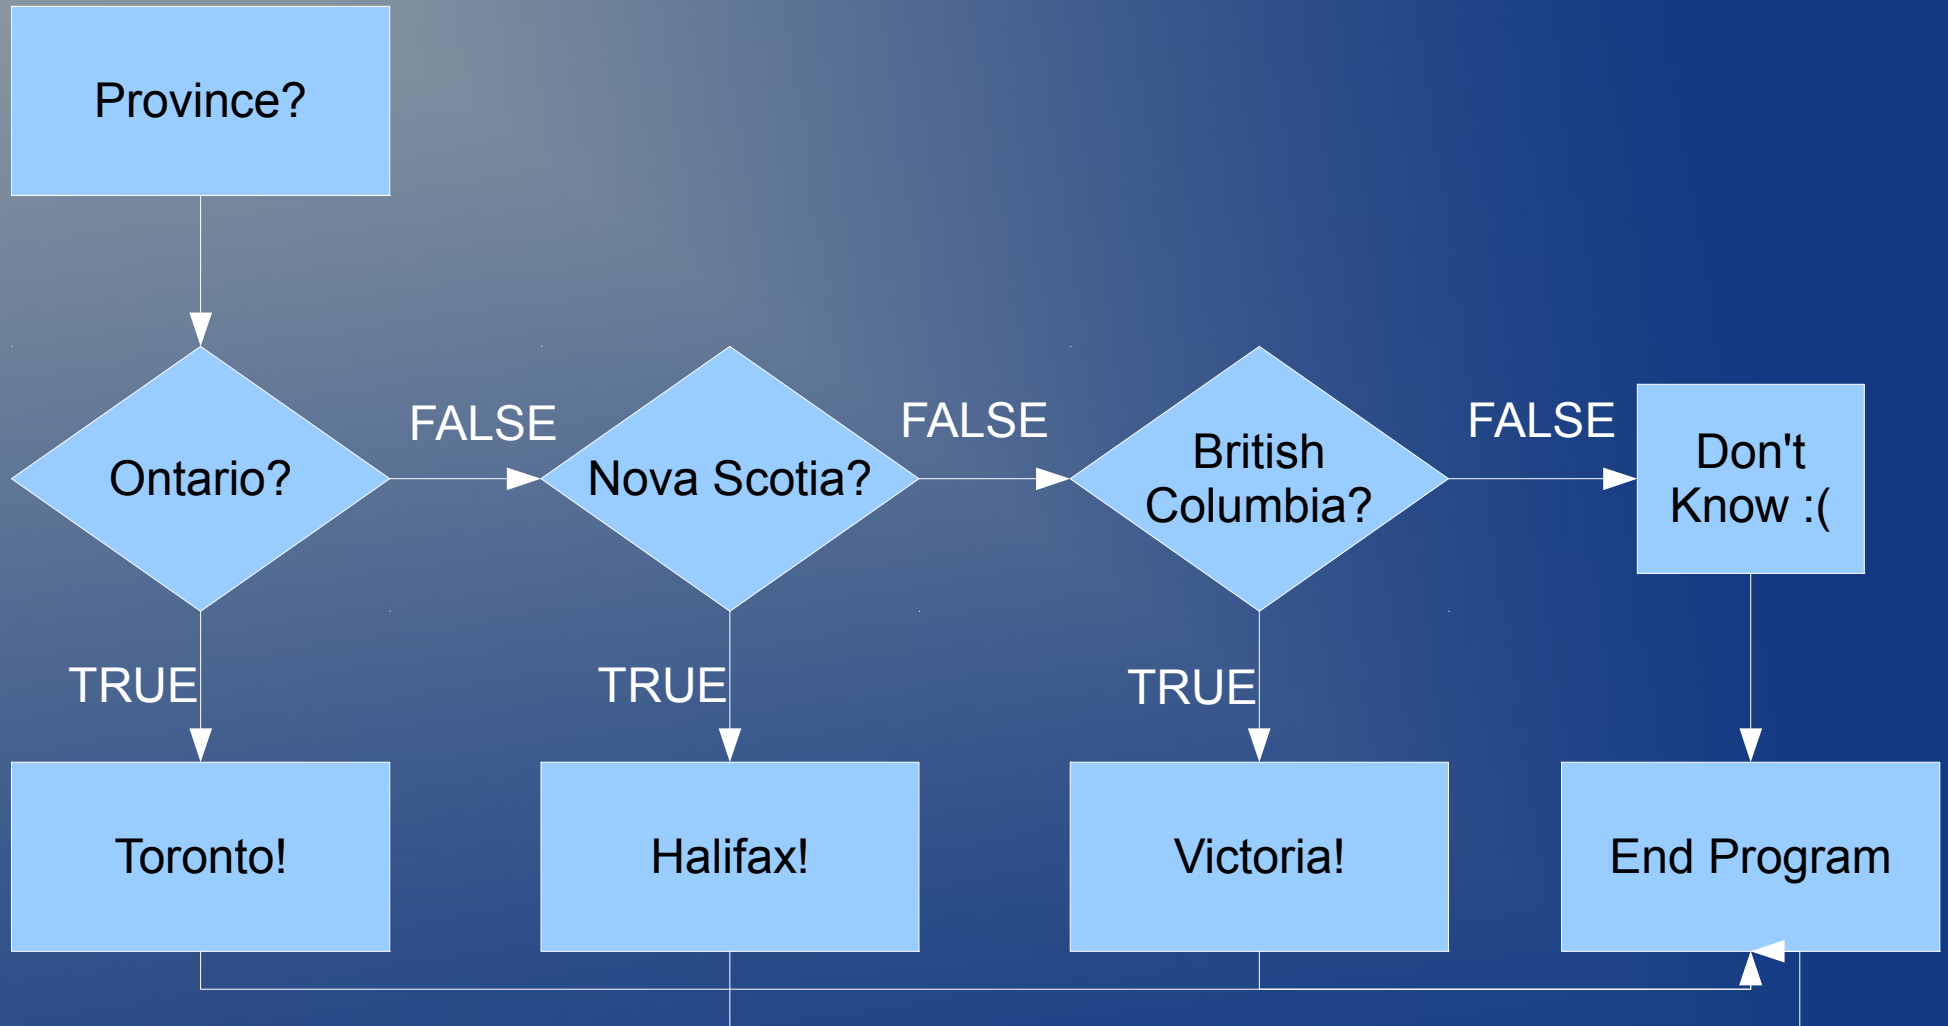 Province?
Ontario?
FALSE
Nova Scotia?
FALSE
British
Columbia?
FALSE
Don't
Know :(
TRUE
TRUE
TRUE
Toronto!
Halifax!
Victoria!
End Program